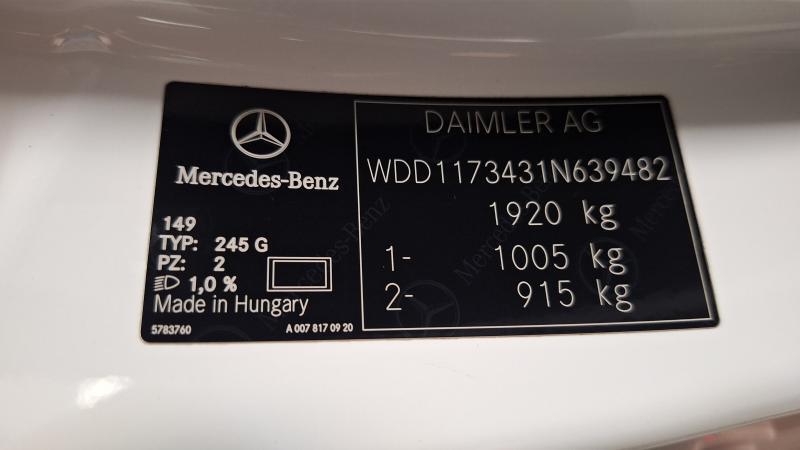 Mercedes-Benz
149
TYP: 245 G
PZ: 2
1,0 %
Made in Hungary
5783760 A 007 817 09 20
DAIMLER AG
WDD1173431N639482
1920 kg
1- 1005 kg
2- 915 kg